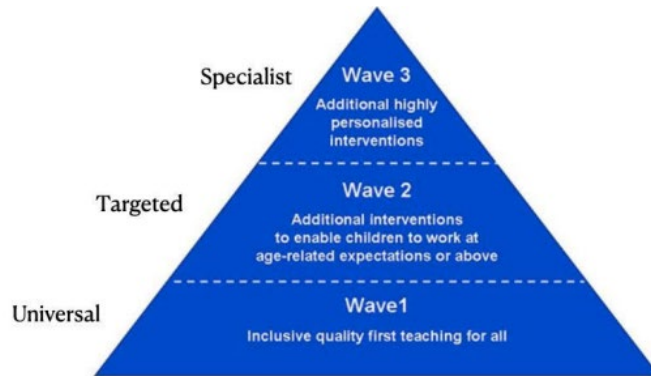 Specialist
Wave 3
Additional highly
personalised
interventions
Targeted
Wave 2
Additional interventions
to enable children to work at
age-related expectations or above
Universal
Wave1
Inclusive quality first teaching for all